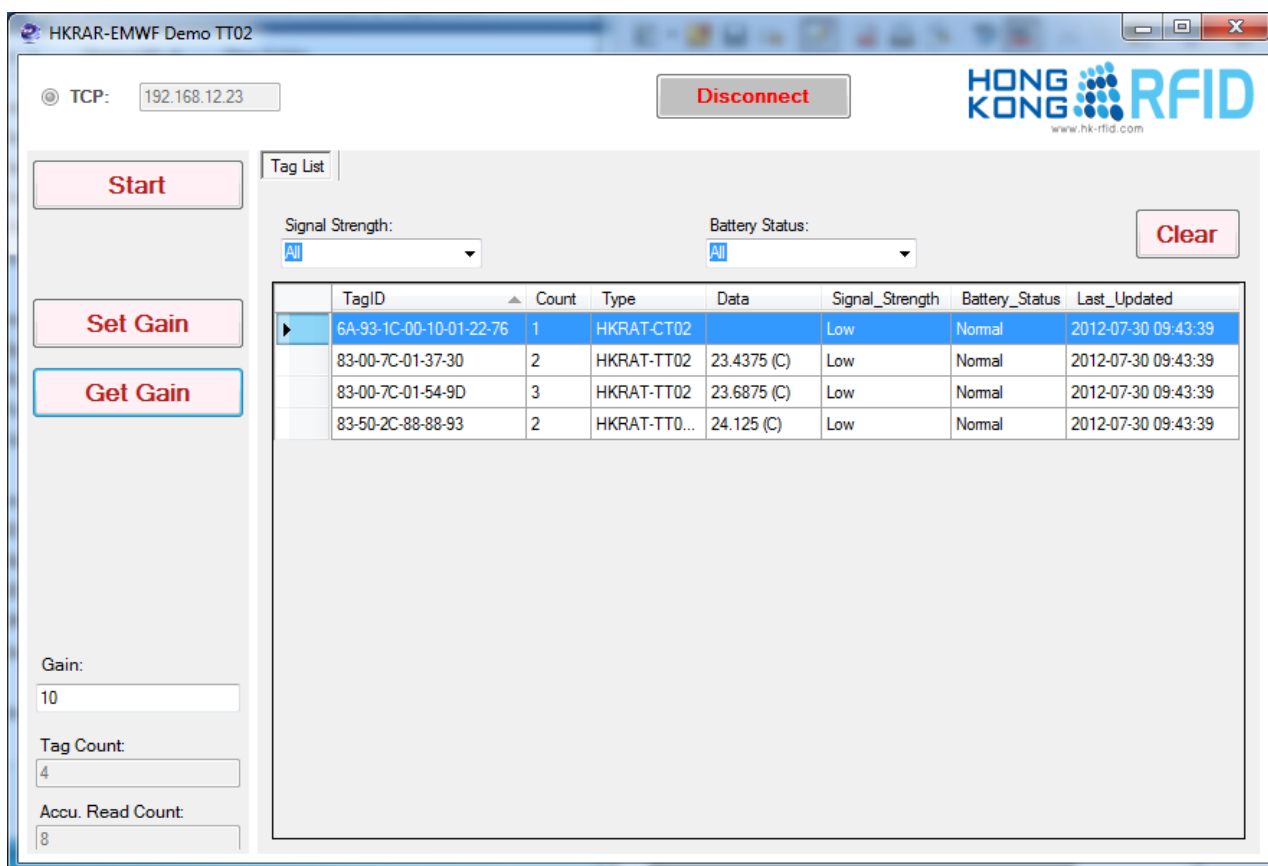 HKRAR-EMWF Demo TT02
TCP: 192.168.12.23
Disconnect
HONG KONG RFID
www.hk-rfid.com
Start
Set Gain
Get Gain
Gain:
10
Tag Count:
4
Accu. Read Count:
8
Tag List
Signal Strength: Battery Status:
All All
Clear
TagID Count Type Data Signal_Strength Battery_Status Last_Updated
6A-93-1C-00-10-01-22-76 1 HKRAT-CT02 Low Normal 2012-07-30 09:43:39
83-00-7C-01-37-30 2 HKRAT-TT02 23.4375 (C) Low Normal 2012-07-30 09:43:39
83-00-7C-01-54-9D 3 HKRAT-TT02 23.6875 (C) Low Normal 2012-07-30 09:43:39
83-50-2C-88-88-93 2 HKRAT-TT0... 24.125 (C) Low Normal 2012-07-30 09:43:39